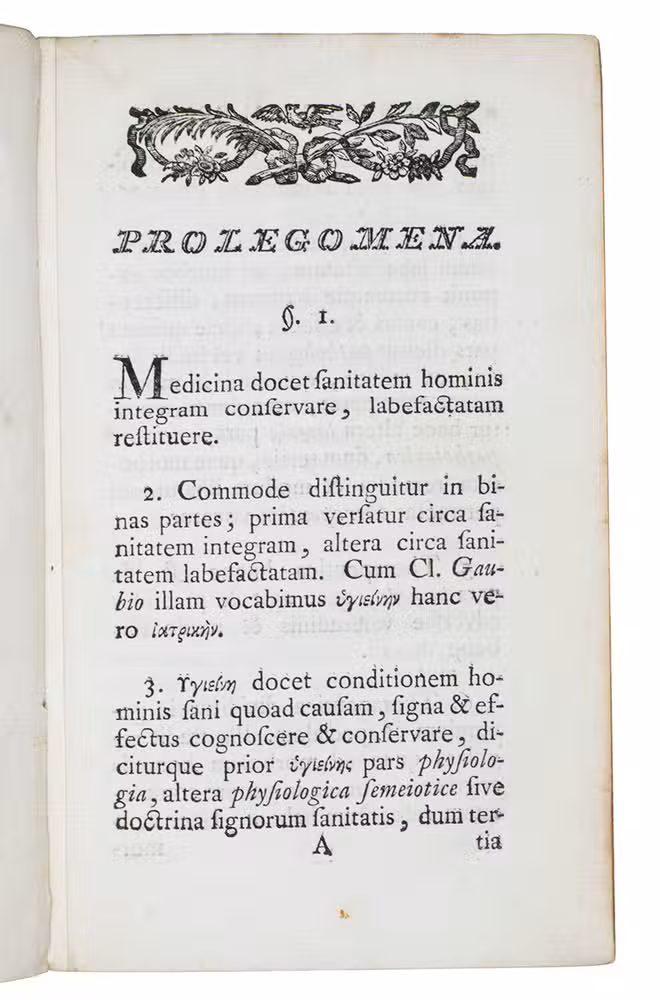 PROLEGOMENA.
§. 1.
Medicina docet ſanitatem hominis
integram conſervare, labefactatam
reſtituere.
2. Commode diſtinguitur in bi-
nas partes; prima verſatur circa ſa-
nitatem integram, altera circa ſani-
tatem labefactatam. Cum Cl. Gau-
bio illam vocabimus ὑγιείνην hanc ve-
ro ἰατρικὴν.
3. Υγιείνη docet conditionem ho-
minis ſani quoad cauſam, ſigna & ef-
fectus cognoſcere & conſervare, di-
citurque prior ὑγιείνης pars phyſiolo-
gia, altera phyſiologica ſemeiotice ſive
doctrina ſignorum ſanitatis, dum ter-
A
tia